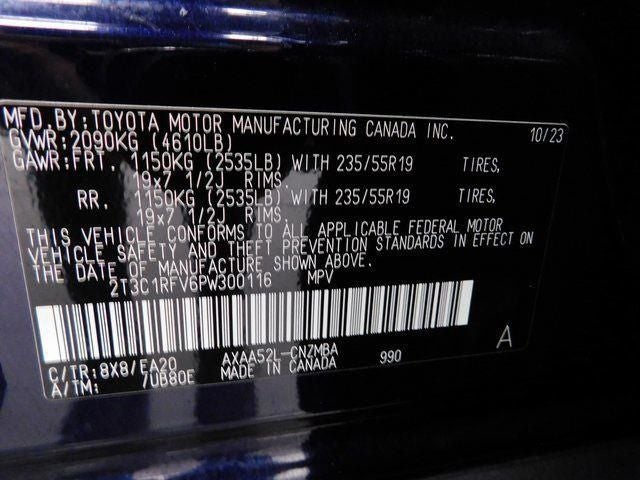 MFD.BY:TOYOTA MOTOR MANUFACTURING CANADA INC. 10/23
GVWR:2090KG (4610LB)
GAWR:FRT. 1150KG (2535LB) WITH 235/55R19 TIRES,
19x7 1/2J RIMS.
RR. 1150KG (2535LB) WITH 235/55R19 TIRES,
19x7 1/2J RIMS.
THIS VEHICLE CONFORMS TO ALL APPLICABLE FEDERAL MOTOR
VEHICLE SAFETY AND THEFT PREVENTION STANDARDS IN EFFECT ON
THE DATE OF MANUFACTURE SHOWN ABOVE.
2T3C1RFV6PW300116 MPV
C/TR:8X8/EA20 AXAA52L-CNZMBA 990 A
A/TM: /UB80E MADE IN CANADA